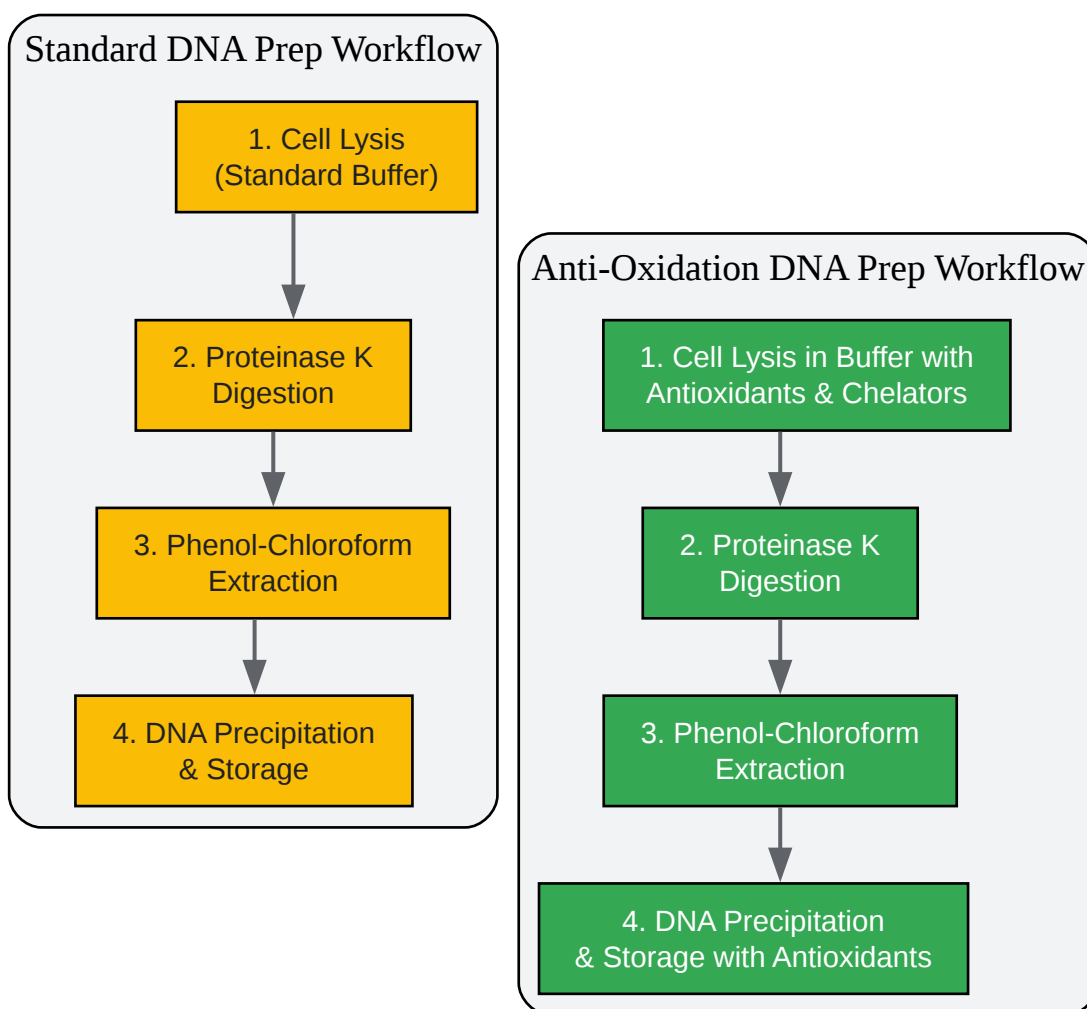 Standard DNA Prep Workflow
1. Cell Lysis
(Standard Buffer)
2. Proteinase K
Digestion
3. Phenol-Chloroform
Extraction
4. DNA Precipitation
& Storage
Anti-Oxidation DNA Prep Workflow
1. Cell Lysis in Buffer with
Antioxidants & Chelators
2. Proteinase K
Digestion
3. Phenol-Chloroform
Extraction
4. DNA Precipitation
& Storage with Antioxidants